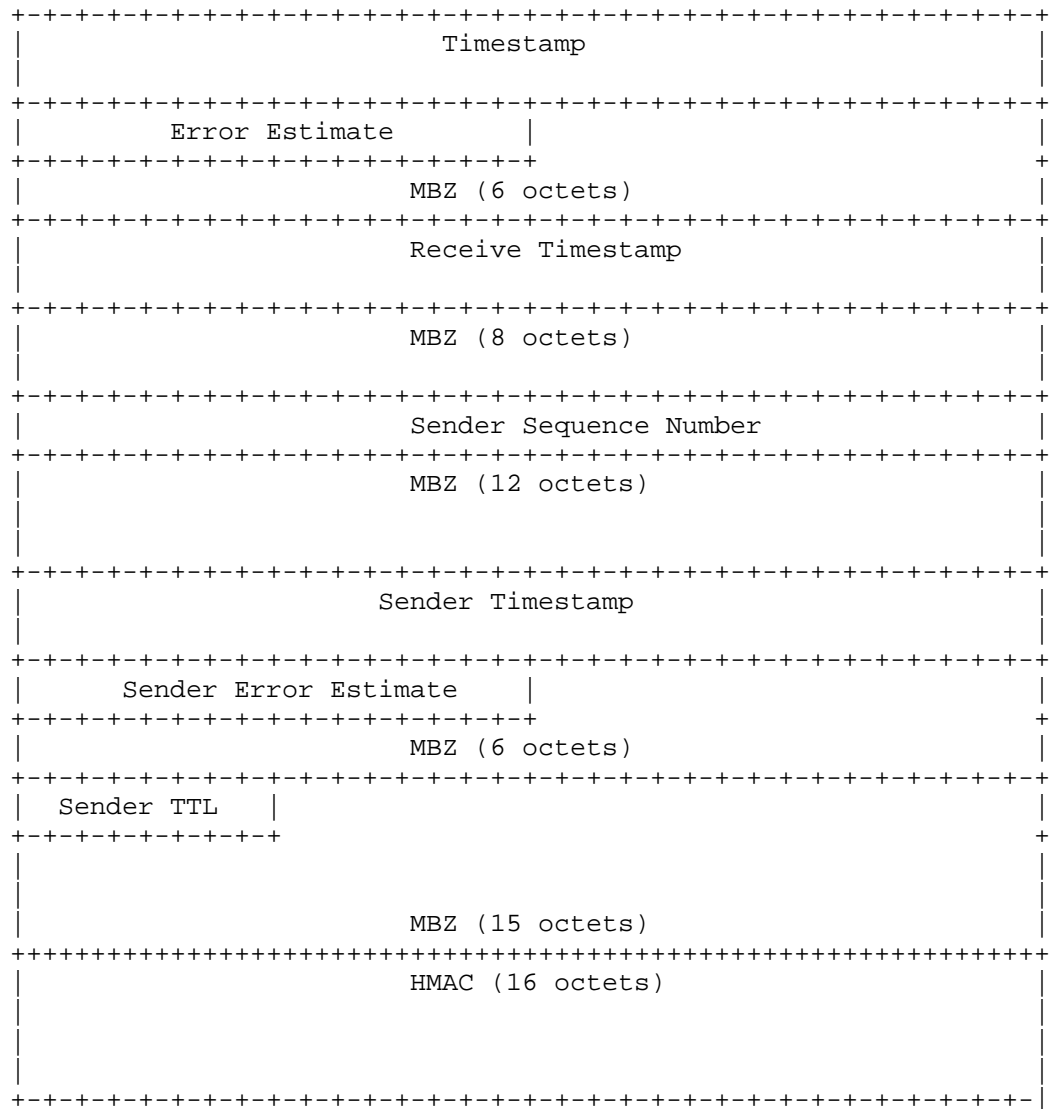 Timestamp
Error Estimate
MBZ (6 octets)
Receive Timestamp
MBZ (8 octets)
Sender Sequence Number
MBZ (12 octets)
Sender Timestamp
Sender Error Estimate
MBZ (6 octets)
Sender TTL
MBZ (15 octets)
HMAC (16 octets)